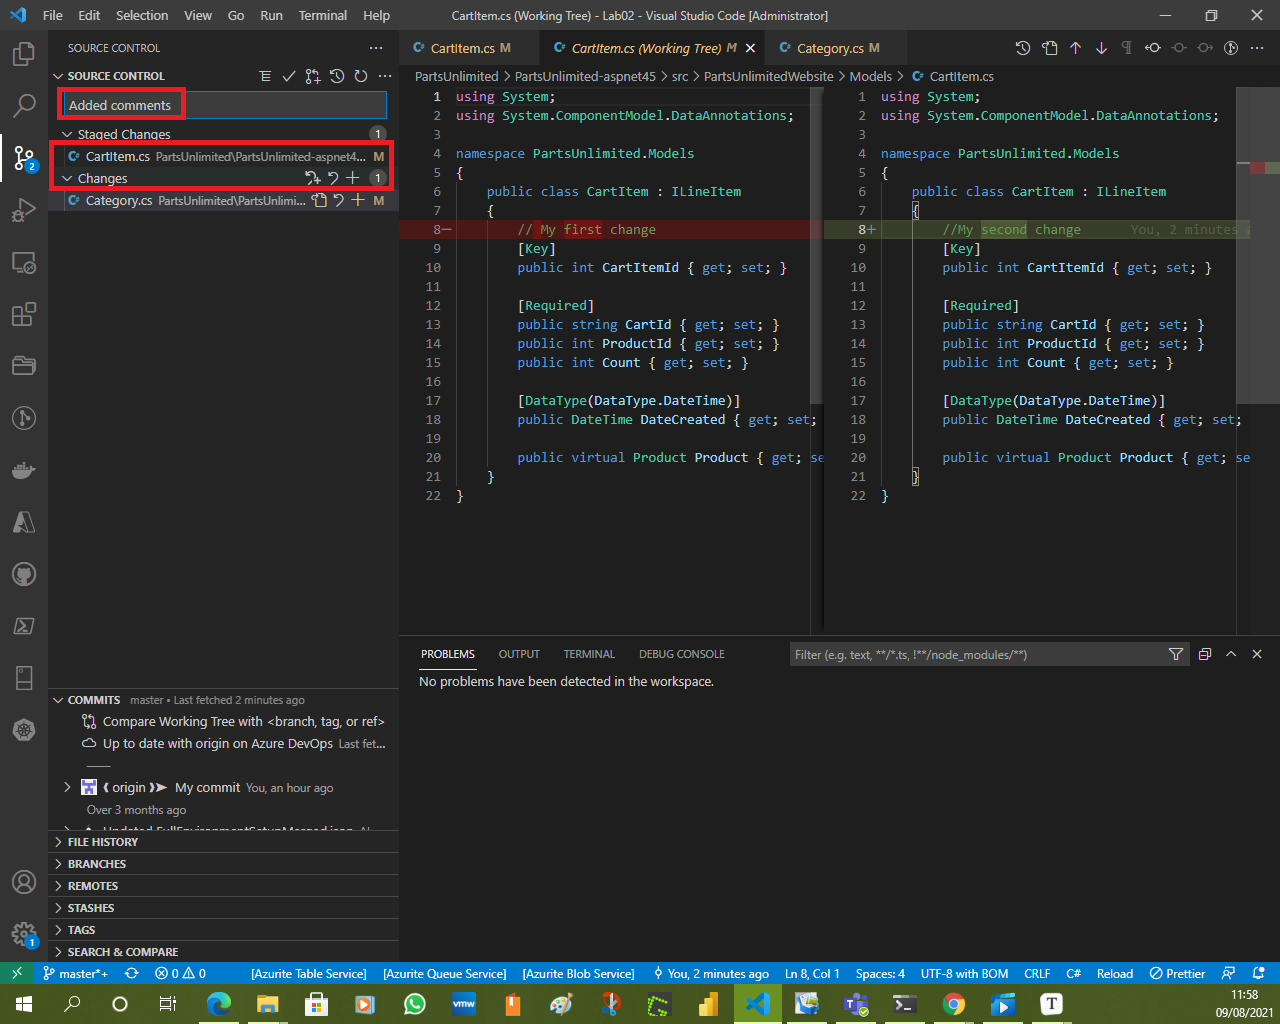 File Edit Selection View Go Run Terminal Help CartItem.cs (Working Tree) - Lab02 - Visual Studio Code [Administrator]
SOURCE CONTROL
SOURCE CONTROL
Added comments
Staged Changes 1
C# CartItem.cs PartsUnlimited\PartsUnlimited-aspnet4... M
Changes 1
C# Category.cs PartsUnlimited\PartsUnlimi... M
2
COMMITS master • Last fetched 2 minutes ago
Compare Working Tree with <branch, tag, or ref>
Up to date with origin on Azure DevOps Last fet...
origin My commit You, an hour ago
Over 3 months ago
FILE HISTORY
BRANCHES
REMOTES
STASHES
TAGS
SEARCH & COMPARE
1
C# CartItem.cs M C# CartItem.cs (Working Tree) M C# Category.cs M
PartsUnlimited > PartsUnlimited-aspnet45 > src > PartsUnlimitedWebsite > Models > C# CartItem.cs
1 using System;
2 using System.ComponentModel.DataAnnotations;
3
4 namespace PartsUnlimited.Models
5 {
6 public class CartItem : ILineItem
7 {
8− // My first change
9 [Key]
10 public int CartItemId { get; set; }
11
12 [Required]
13 public string CartId { get; set; }
14 public int ProductId { get; set; }
15 public int Count { get; set; }
16
17 [DataType(DataType.DateTime)]
18 public DateTime DateCreated { get; set;
19
20 public virtual Product Product { get; se
21 }
22 }
1 using System;
2 using System.ComponentModel.DataAnnotations;
3
4 namespace PartsUnlimited.Models
5 {
6 public class CartItem : ILineItem
7 {
8+ //My second change You, 2 minutes
9 [Key]
10 public int CartItemId { get; set; }
11
12 [Required]
13 public string CartId { get; set; }
14 public int ProductId { get; set; }
15 public int Count { get; set; }
16
17 [DataType(DataType.DateTime)]
18 public DateTime DateCreated { get; set;
19
20 public virtual Product Product { get; se
21 }
22 }
PROBLEMS OUTPUT TERMINAL DEBUG CONSOLE Filter (e.g. text, **/*.ts, !**/node_modules/**)
No problems have been detected in the workspace.
master*+ 0 0 [Azurite Table Service] [Azurite Queue Service] [Azurite Blob Service] You, 2 minutes ago Ln 8, Col 1 Spaces: 4 UTF-8 with BOM CRLF C# Reload Prettier
vmw T
11:58
09/08/2021